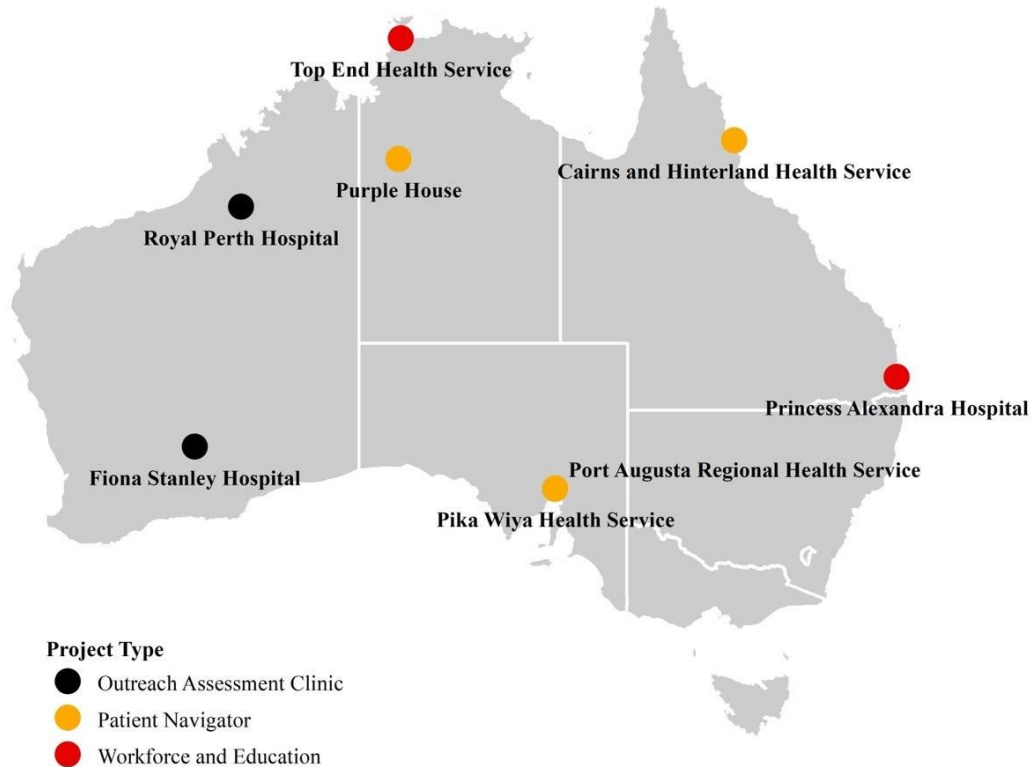 Top End Health Service
Cairns and Hinterland Health Service
Purple House
Royal Perth Hospital
Princess Alexandra Hospital
Port Augusta Regional Health Service
Fiona Stanley Hospital
Pika Wiya Health Service
Project Type
Outreach Assessment Clinic
Patient Navigator
Workforce and Education